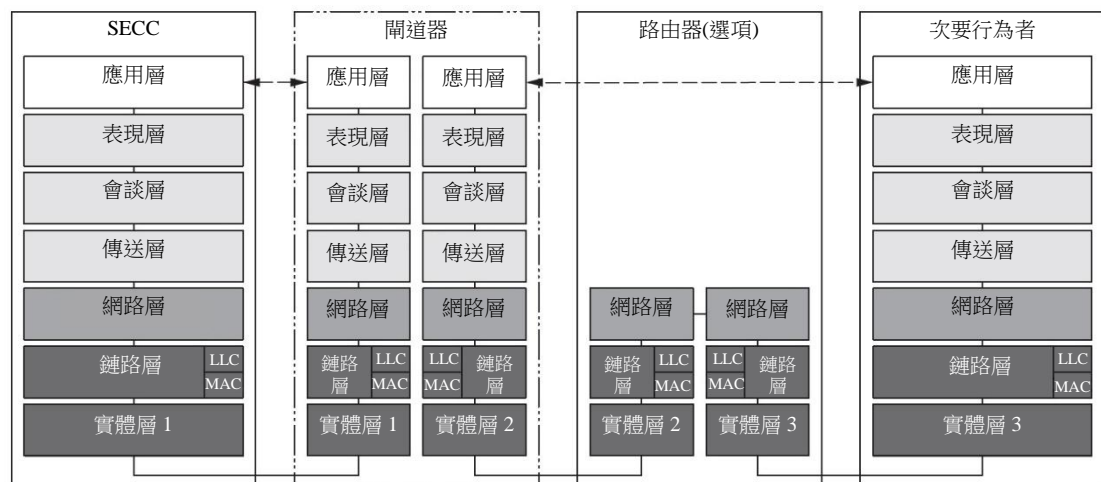 SECC
閘道器
路由器(選項)
次要行為者
應用層
應用層
應用層
應用層
表現層
表現層
表現層
表現層
會談層
會談層
會談層
會談層
傳送層
傳送層
傳送層
傳送層
網路層
網路層
網路層
網路層
網路層
網路層
鏈路層
LLC
MAC
鏈路
層
LLC
MAC
LLC
MAC
鏈路
層
鏈路
層
LLC
MAC
LLC
MAC
鏈路
層
鏈路層
LLC
MAC
實體層 1
實體層 1
實體層 2
實體層 2
實體層 3
實體層 3